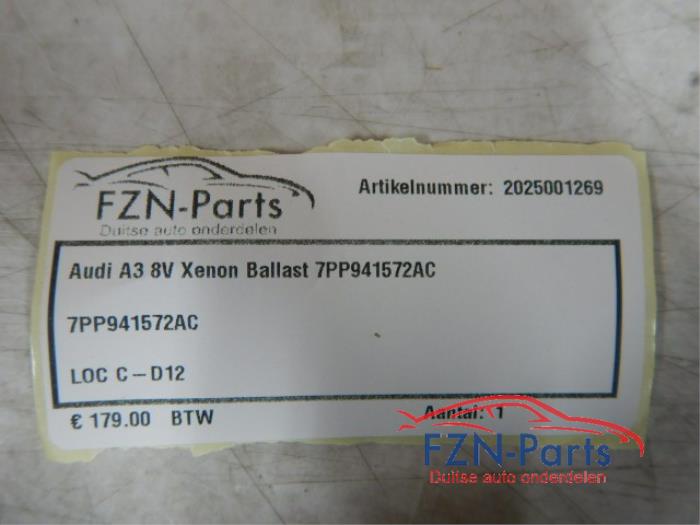 FZN-Parts
Duitse auto onderdelen
Artikelnummer: 2025001269
Audi A3 8V Xenon Ballast 7PP941572AC
7PP941572AC
LOC C-D12
€ 179.00 BTW
Aantal: 1
FZN-Parts
Duitse auto onderdelen